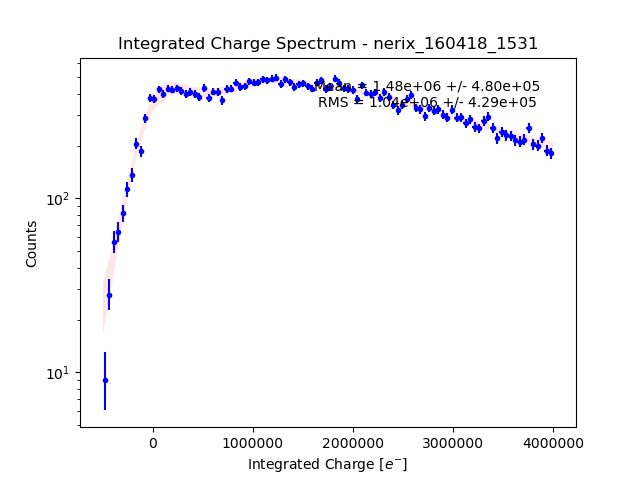 Integrated Charge Spectrum - nerix_160418_1531
Mean = 1.48e+06 +/- 4.80e+05
RMS = 1.04e+06 +/- 4.29e+05
Counts
10²
10¹
0 1000000 2000000 3000000 4000000
Integrated Charge [e⁻]